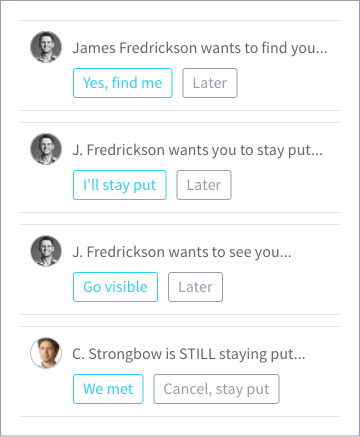 James Fredrickson wants to find you...
Yes, find me Later
J. Fredrickson wants you to stay put...
I'll stay put Later
J. Fredrickson wants to see you...
Go visible Later
C. Strongbow is STILL staying put...
We met Cancel, stay put